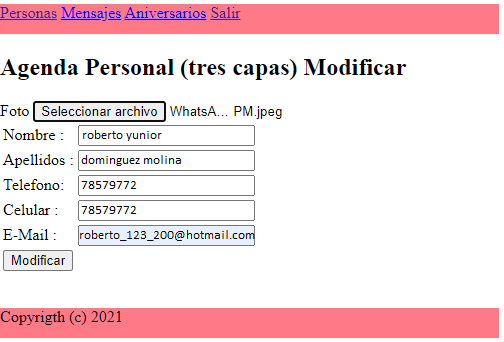 Personas Mensajes Aniversarios Salir
Agenda Personal (tres capas) Modificar
Foto Seleccionar archivo WhatsA... PM.jpeg
Nombre : roberto yunior
Apellidos : dominguez molina
Telefono: 78579772
Celular : 78579772
E-Mail : roberto_123_200@hotmail.com
Modificar
Copyrigth (c) 2021